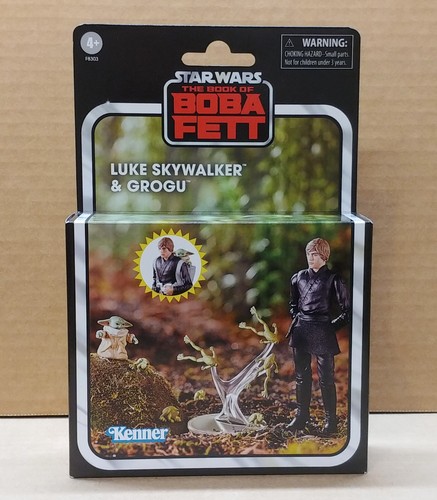 4+
F8303
⚠ WARNING:
CHOKING HAZARD - Small parts.
Not for children under 3 years.
STAR WARS
THE BOOK OF
BOBA
FETT
LUKE SKYWALKER™
& GROGU™
Kenner